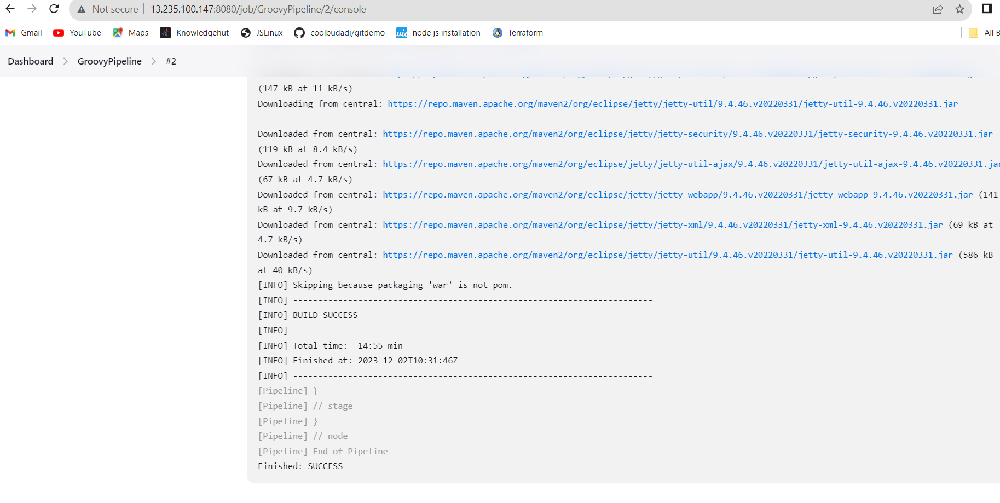 Not secure | 13.235.100.147:8080/job/GroovyPipeline/2/console
Gmail YouTube Maps Knowledgehut JSLinux coolbudadi/gitdemo node js installation Terraform All B
Dashboard > GroovyPipeline > #2
(147 kB at 11 kB/s)
Downloading from central: https://repo.maven.apache.org/maven2/org/eclipse/jetty/jetty-util/9.4.46.v20220331/jetty-util-9.4.46.v20220331.jar
Downloaded from central: https://repo.maven.apache.org/maven2/org/eclipse/jetty/jetty-security/9.4.46.v20220331/jetty-security-9.4.46.v20220331.jar
(119 kB at 8.4 kB/s)
Downloaded from central: https://repo.maven.apache.org/maven2/org/eclipse/jetty/jetty-util-ajax/9.4.46.v20220331/jetty-util-ajax-9.4.46.v20220331.jar
(67 kB at 4.7 kB/s)
Downloaded from central: https://repo.maven.apache.org/maven2/org/eclipse/jetty/jetty-webapp/9.4.46.v20220331/jetty-webapp-9.4.46.v20220331.jar (141
kB at 9.7 kB/s)
Downloaded from central: https://repo.maven.apache.org/maven2/org/eclipse/jetty/jetty-xml/9.4.46.v20220331/jetty-xml-9.4.46.v20220331.jar (69 kB at
4.7 kB/s)
Downloaded from central: https://repo.maven.apache.org/maven2/org/eclipse/jetty/jetty-util/9.4.46.v20220331/jetty-util-9.4.46.v20220331.jar (586 kB
at 40 kB/s)
[INFO] Skipping because packaging 'war' is not pom.
[INFO] ------------------------------------------------------------------------
[INFO] BUILD SUCCESS
[INFO] ------------------------------------------------------------------------
[INFO] Total time:  14:55 min
[INFO] Finished at: 2023-12-02T10:31:46Z
[INFO] ------------------------------------------------------------------------
[Pipeline] }
[Pipeline] // stage
[Pipeline] }
[Pipeline] // node
[Pipeline] End of Pipeline
Finished: SUCCESS